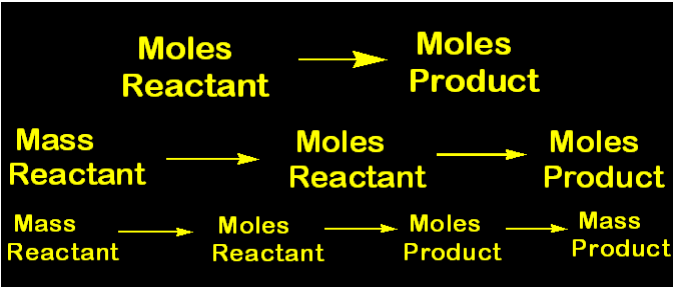 Moles Moles
Reactant Product
Mass Moles Moles
Reactant Reactant Product
Mass Moles Moles Mass
Reactant Reactant Product Product